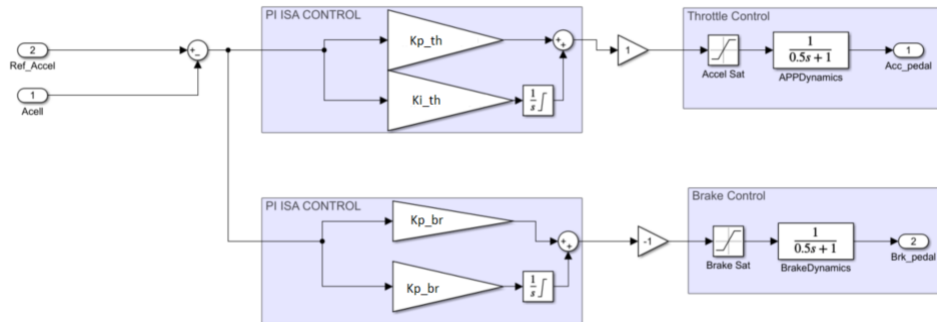 PI ISA CONTROL
Throttle Control
2
Ref_Accel
+
-
1
Acell
Kp_th
Ki_th
1
s
+
+
1
Accel Sat
1
0.5s + 1
APPDynamics
1
Acc_pedal
PI ISA CONTROL
Brake Control
Kp_br
Kp_br
1
s
+
+
-1
Brake Sat
1
0.5s + 1
BrakeDynamics
2
Brk_pedal